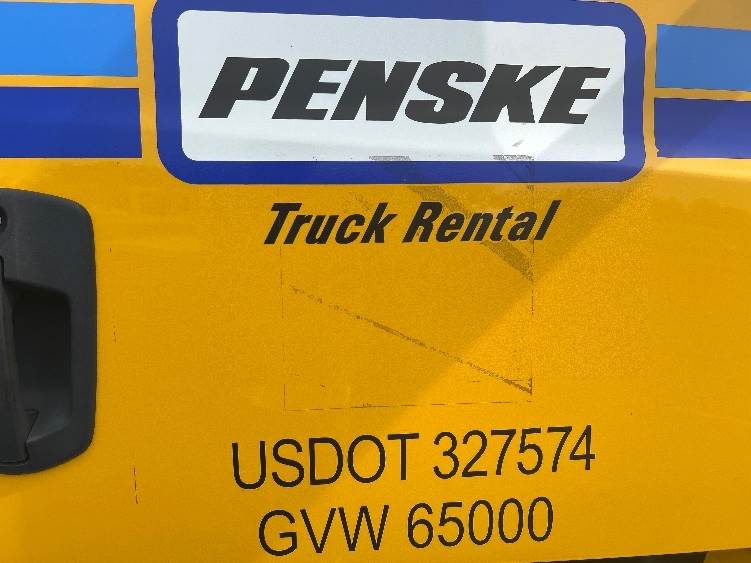 PENSKE
Truck Rental
USDOT 327574
GVW 65000